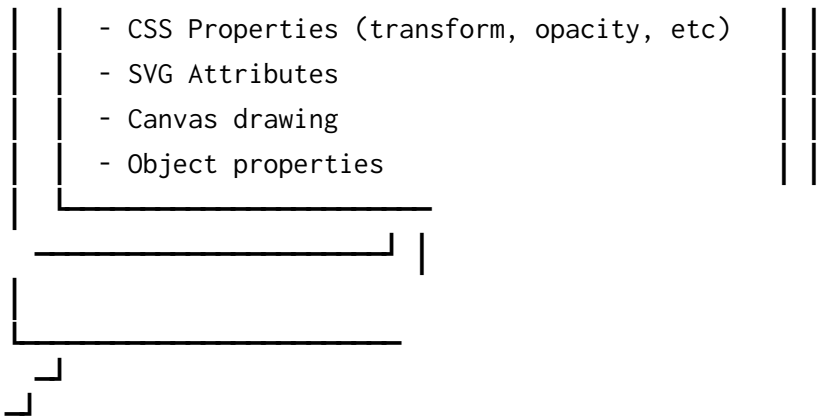 - CSS Properties (transform, opacity, etc)
- SVG Attributes
- Canvas drawing
- Object properties